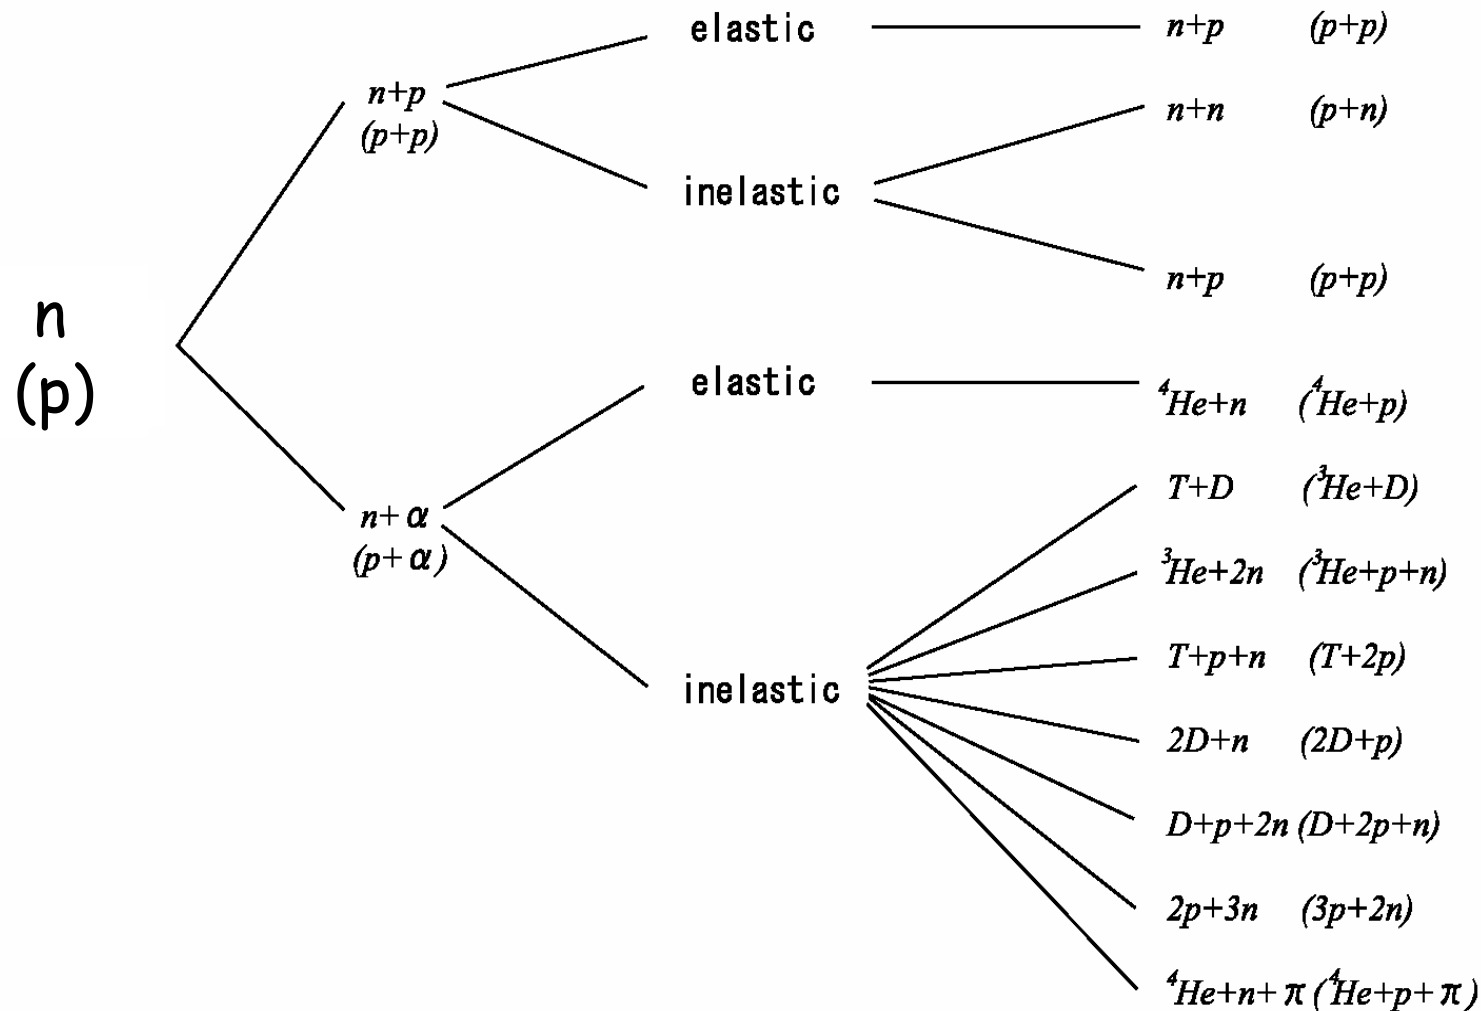 n
(p)
n+p
(p+p)
n+α
(p+α)
elastic
inelastic
elastic
inelastic
n+p (p+p)
n+n (p+n)
n+p (p+p)
⁴He+n (⁴He+p)
T+D (³He+D)
³He+2n (³He+p+n)
T+p+n (T+2p)
2D+n (2D+p)
D+p+2n (D+2p+n)
2p+3n (3p+2n)
⁴He+n+π (⁴He+p+π)